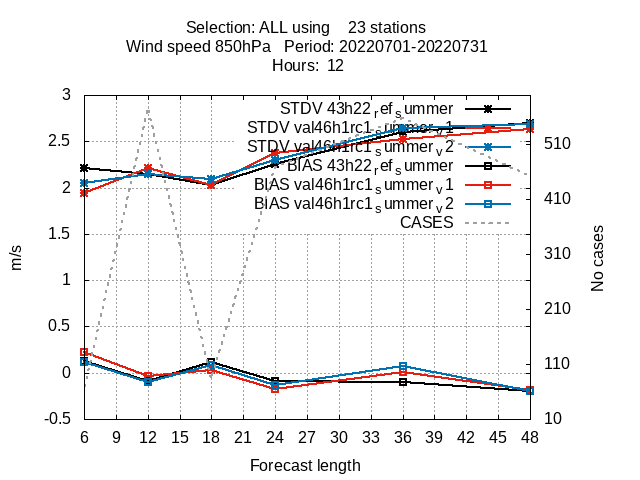 Selection: ALL using    23 stations
Wind speed 850hPa   Period: 20220701-20220731
Hours:  12
3
2.5
2
1.5
1
0.5
0
-0.5
m/s
STDV 43h22_ref_summer
STDV val46h1rc1_summer_v1
STDV val46h1rc1_summer_v2
BIAS 43h22_ref_summer
BIAS val46h1rc1_summer_v1
BIAS val46h1rc1_summer_v2
CASES
510
410
310
210
110
10
No cases
6 9 12 15 18 21 24 27 30 33 36 39 42 45 48
Forecast length